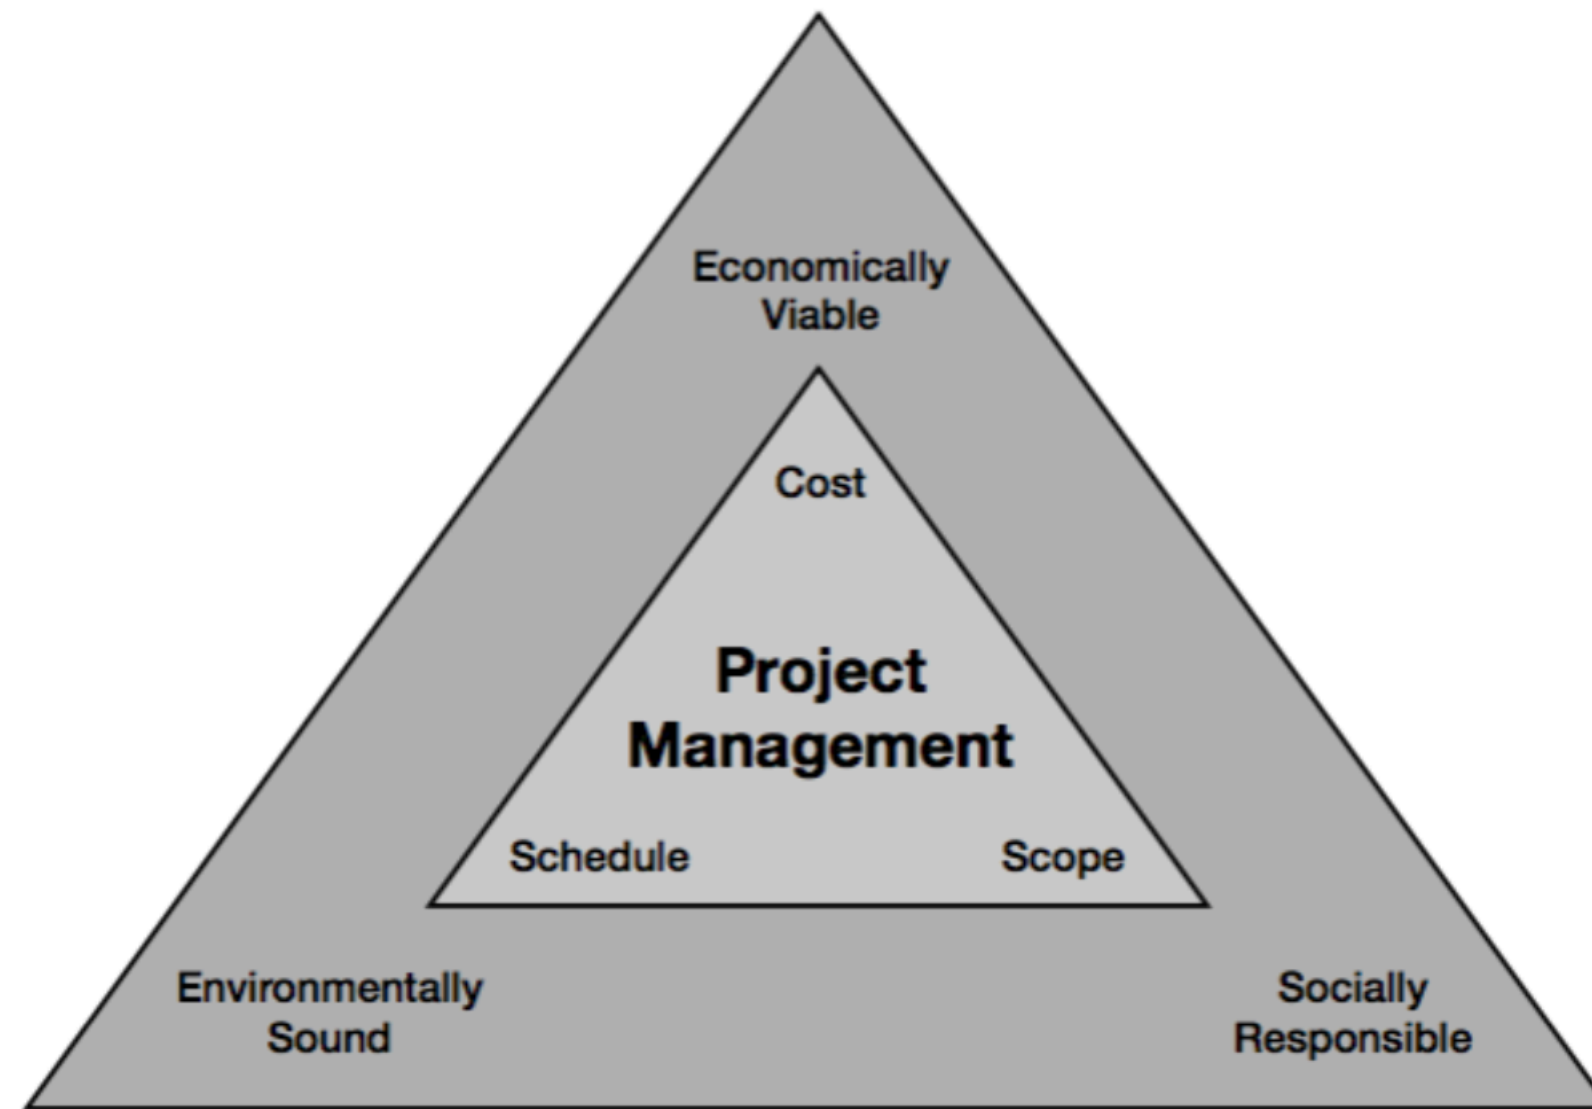 Economically
Viable
Cost
Project
Management
Schedule Scope
Environmentally
Sound
Socially
Responsible